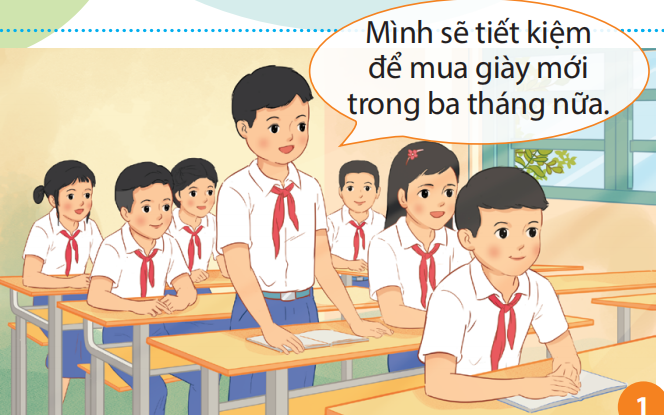 Mình sẽ tiết kiệm
để mua giày mới
trong ba tháng nữa.
1